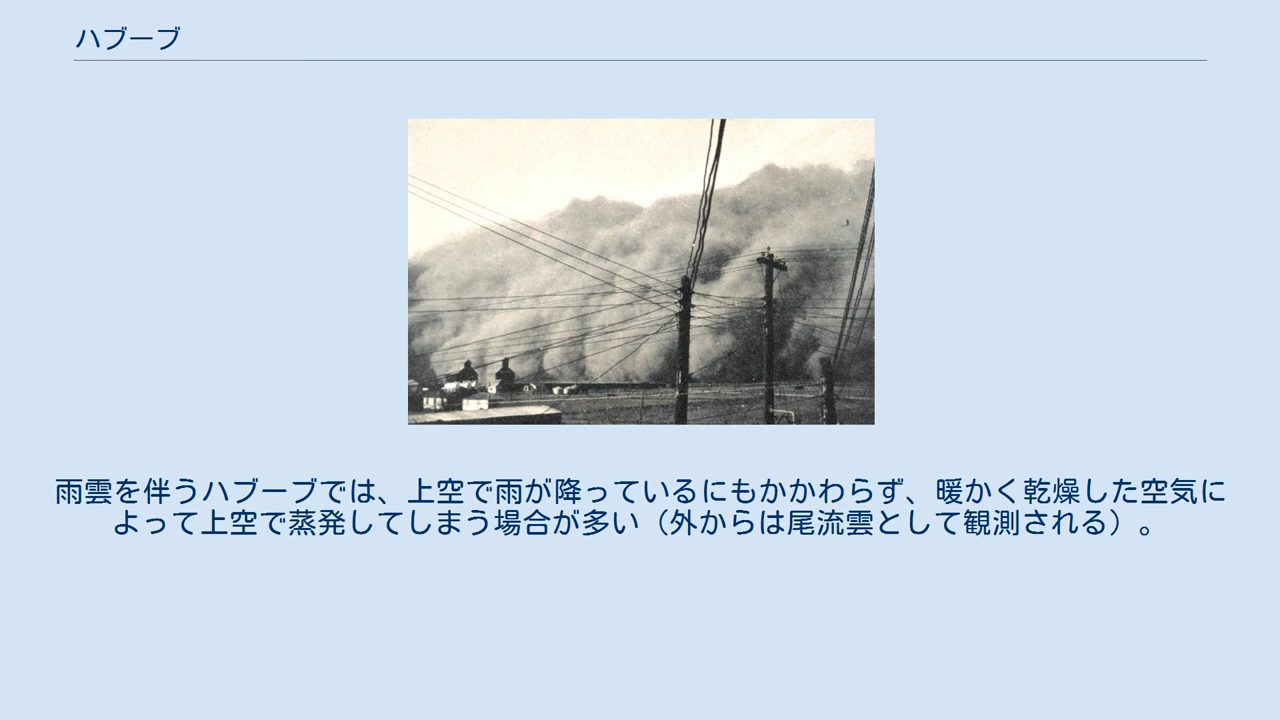 ハブーブ
雨雲を伴うハブーブでは、上空で雨が降っているにもかかわらず、暖かく乾燥した空気に
よって上空で蒸発してしまう場合が多い（外からは尾流雲として観測される）。